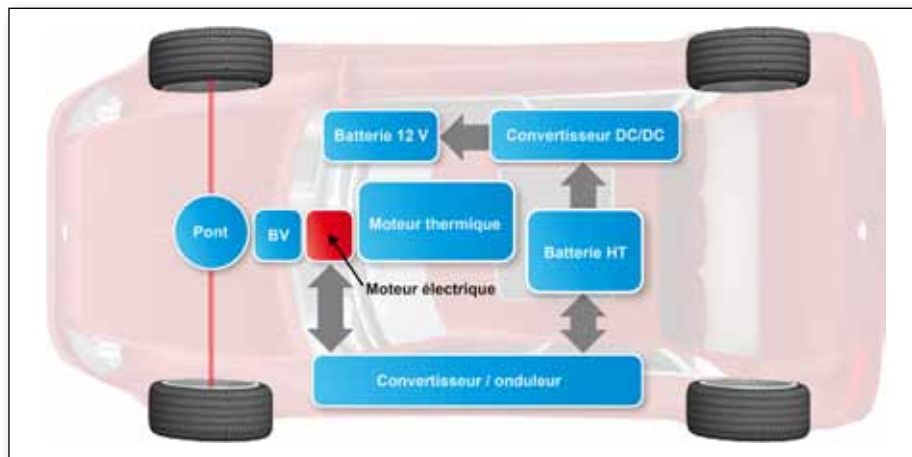 Batterie 12 V
Convertisseur DC/DC
Moteur thermique
Pont
BV
Batterie HT
Moteur électrique
Convertisseur / onduleur